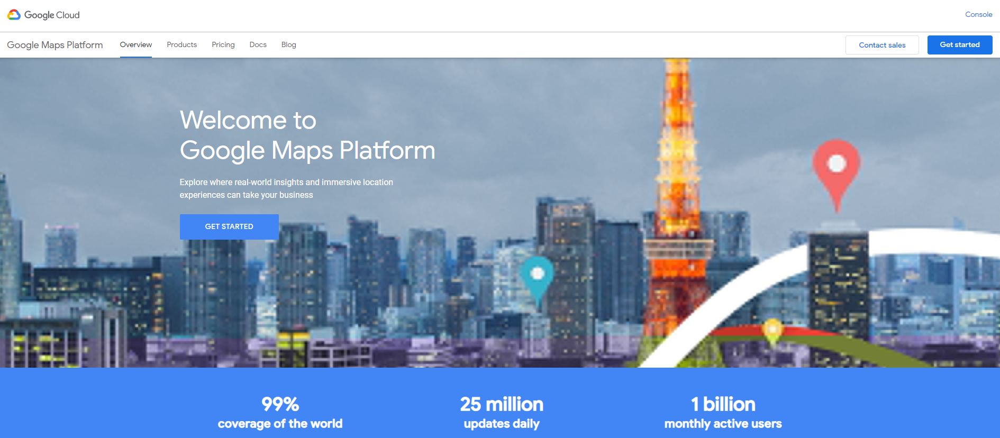 Google Cloud
Console
Google Maps Platform
Overview
Products
Pricing
Docs
Blog
Contact sales
Get started
Welcome to
Google Maps Platform
Explore where real-world insights and immersive location
experiences can take your business
GET STARTED
99%
coverage of the world
25 million
updates daily
1 billion
monthly active users